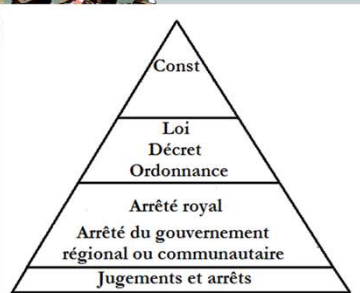 Const
Loi
Décret
Ordonnance
Arrêté royal
Arrêté du gouvernement
régional ou communautaire
Jugements et arrêts